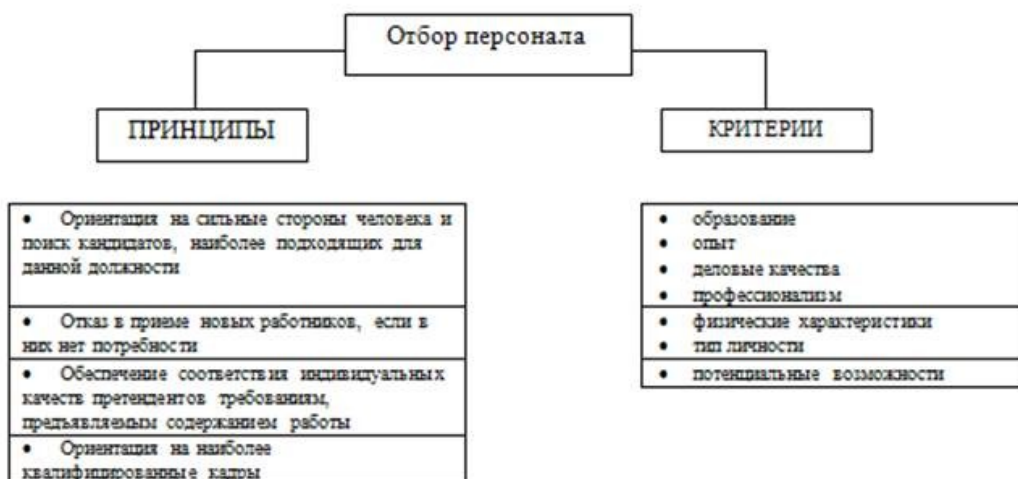 Отбор персонала
ПРИНЦИПЫ
КРИТЕРИИ
• Ориентация на сильные стороны человека и
поиск кандидатов, наиболее подходящих для
данной должности
• Отказ в приеме новых работников, если в
них нет потребности
• Обеспечение соответствия индивидуальных
качеств претендентов требованиям,
предъявляемым содержанием работы
• Ориентация на наиболее
квалифицированные кадры
• образование
• опыт
• деловые качества
• профессионализм
• физические характеристики
• тип личности
• потенциальные возможности